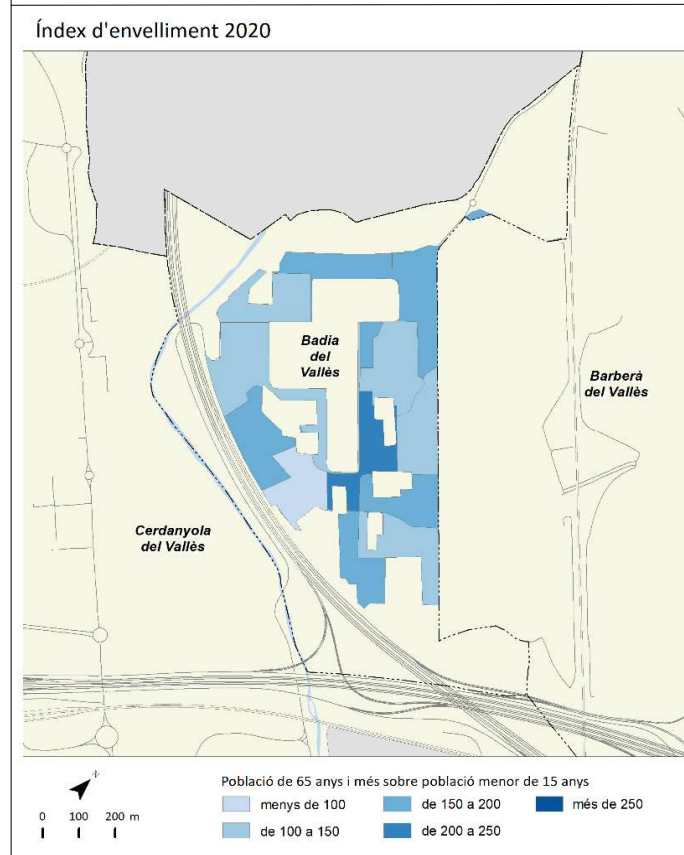 Índex d'envelliment 2020
Badia
del
Vallès
Barberà
del Vallès
Cerdanyola
del Vallès
N
0 100 200 m
Població de 65 anys i més sobre població menor de 15 anys
menys de 100
de 150 a 200
més de 250
de 100 a 150
de 200 a 250